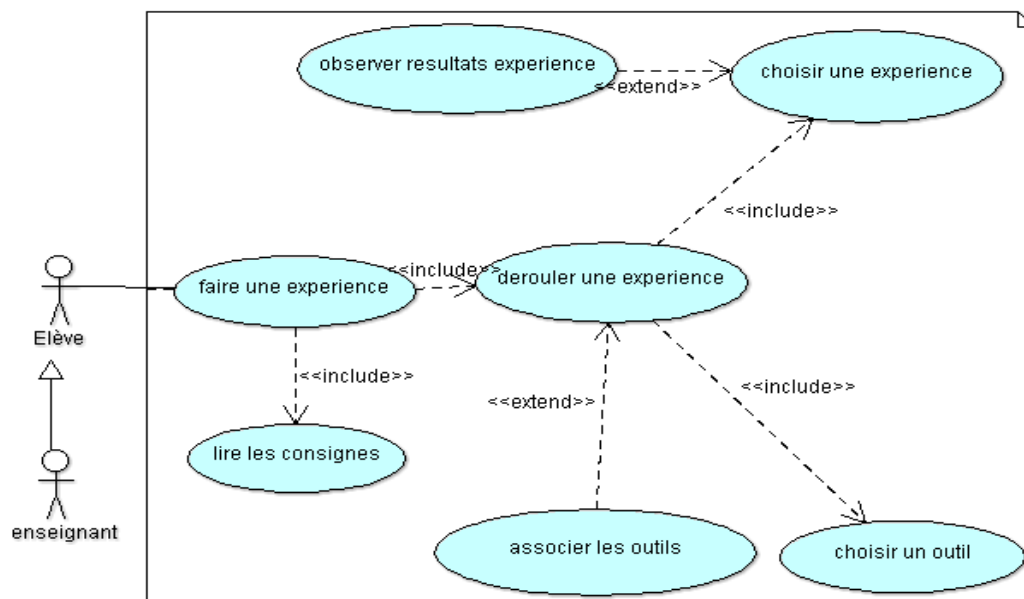 observer resultats experience
choisir une experience
<<extend>>
<<include>>
<<include>>
faire une experience
derouler une experience
Elève
<<include>>
<<include>>
<<extend>>
lire les consignes
enseignant
associer les outils
choisir un outil